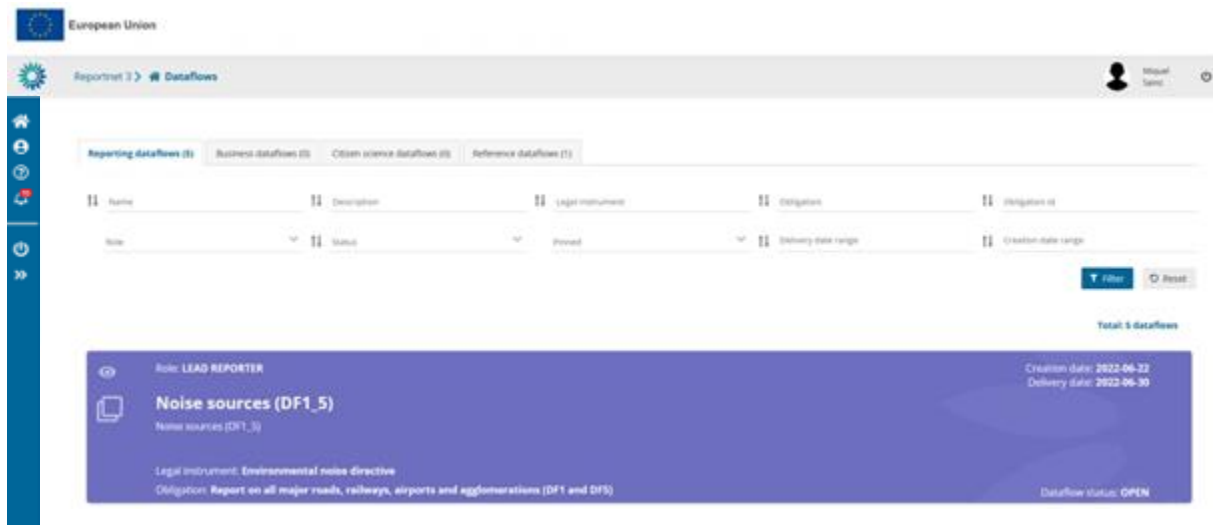 European Union
Reportnet 3 > Dataflows
Miquel
Sainz
Reporting dataflows (5) Business dataflows (0) Citizen science dataflows (0) Reference dataflows (1)
Name Description Legal instrument Obligation Obligation id
Role Status Pinned Delivery date range Creation date range
Filter Reset
Total: 5 dataflows
Role: LEAD REPORTER Creation date: 2022-06-22
Delivery date: 2022-06-30
Noise sources (DF1_5)
Noise sources (DF1_5)
Legal instrument: Environmental noise directive
Obligation: Report on all major roads, railways, airports and agglomerations (DF1 and DF5) Dataflow status: OPEN